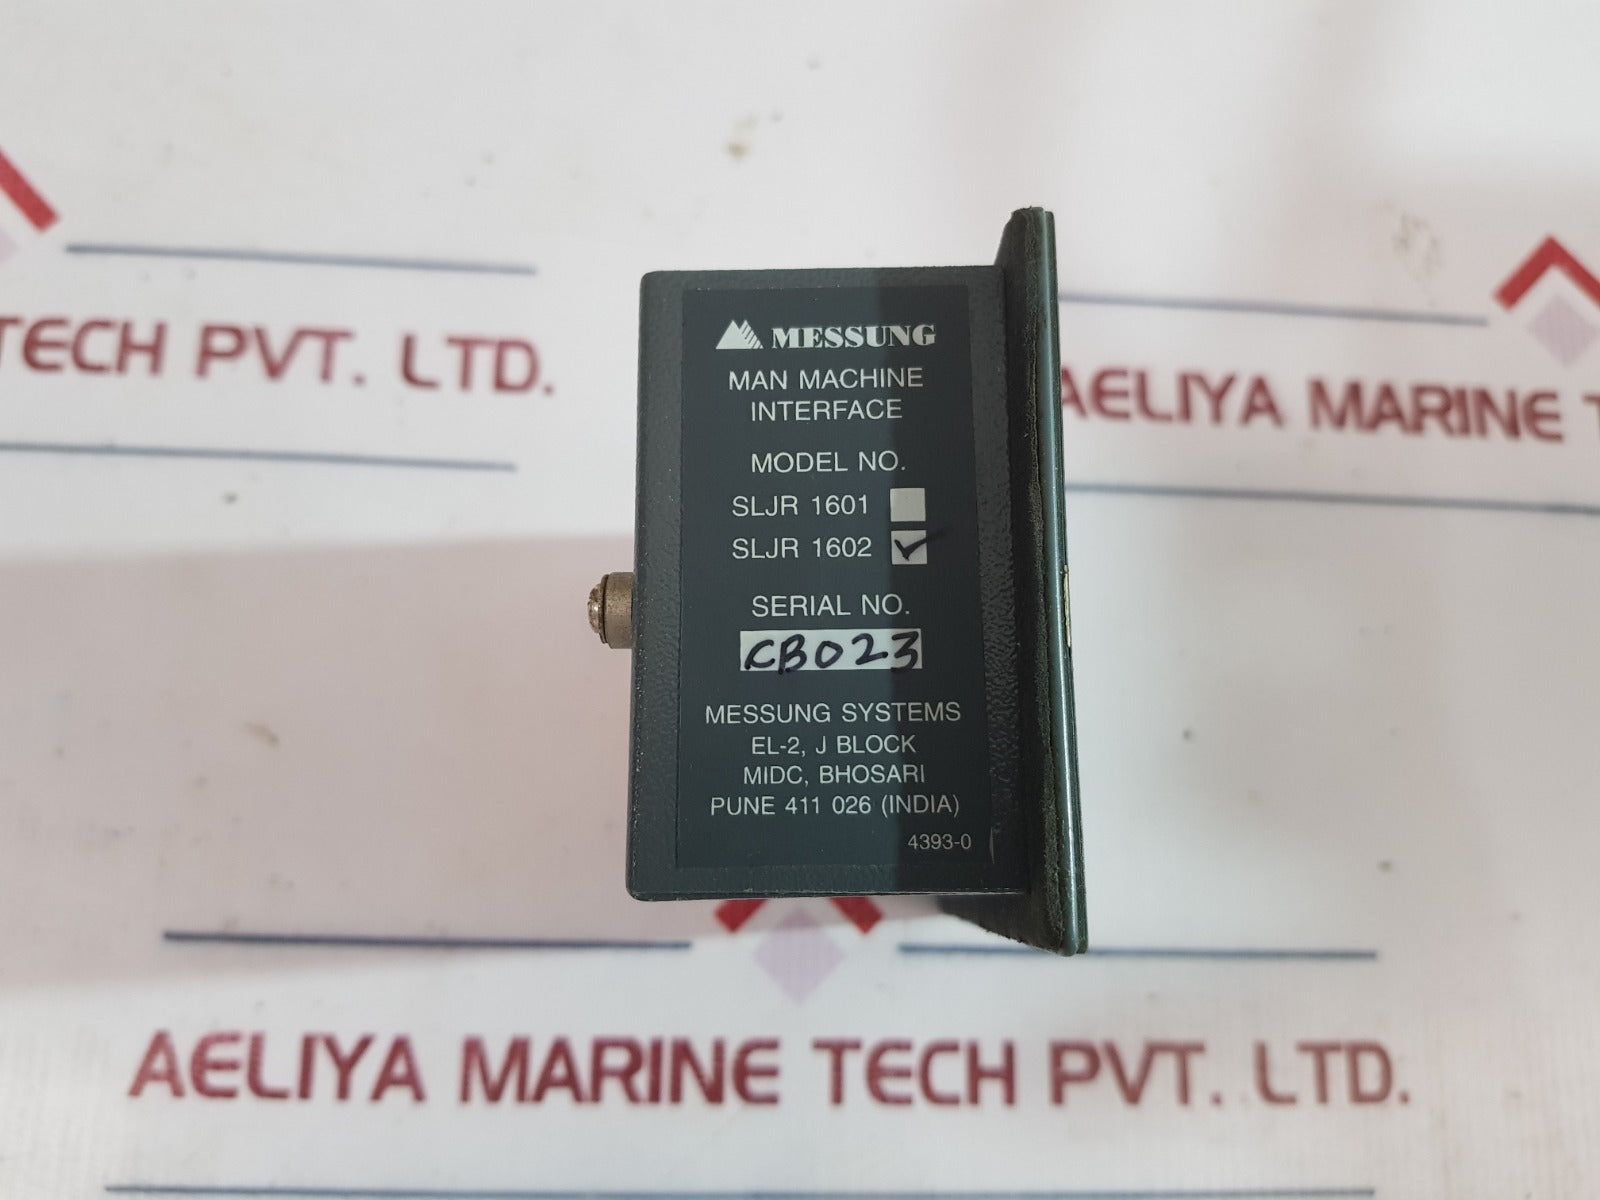 TECH PVT. LTD.
AELIYA MARINE T
MESSUNG
MAN MACHINE
INTERFACE
MODEL NO.
SLJR 1601
SLJR 1602
SERIAL NO.
CB023
MESSUNG SYSTEMS
EL-2, J BLOCK
MIDC, BHOSARI
PUNE 411 026 (INDIA)
4393-0
AELIYA MARINE TECH PVT. LTD.